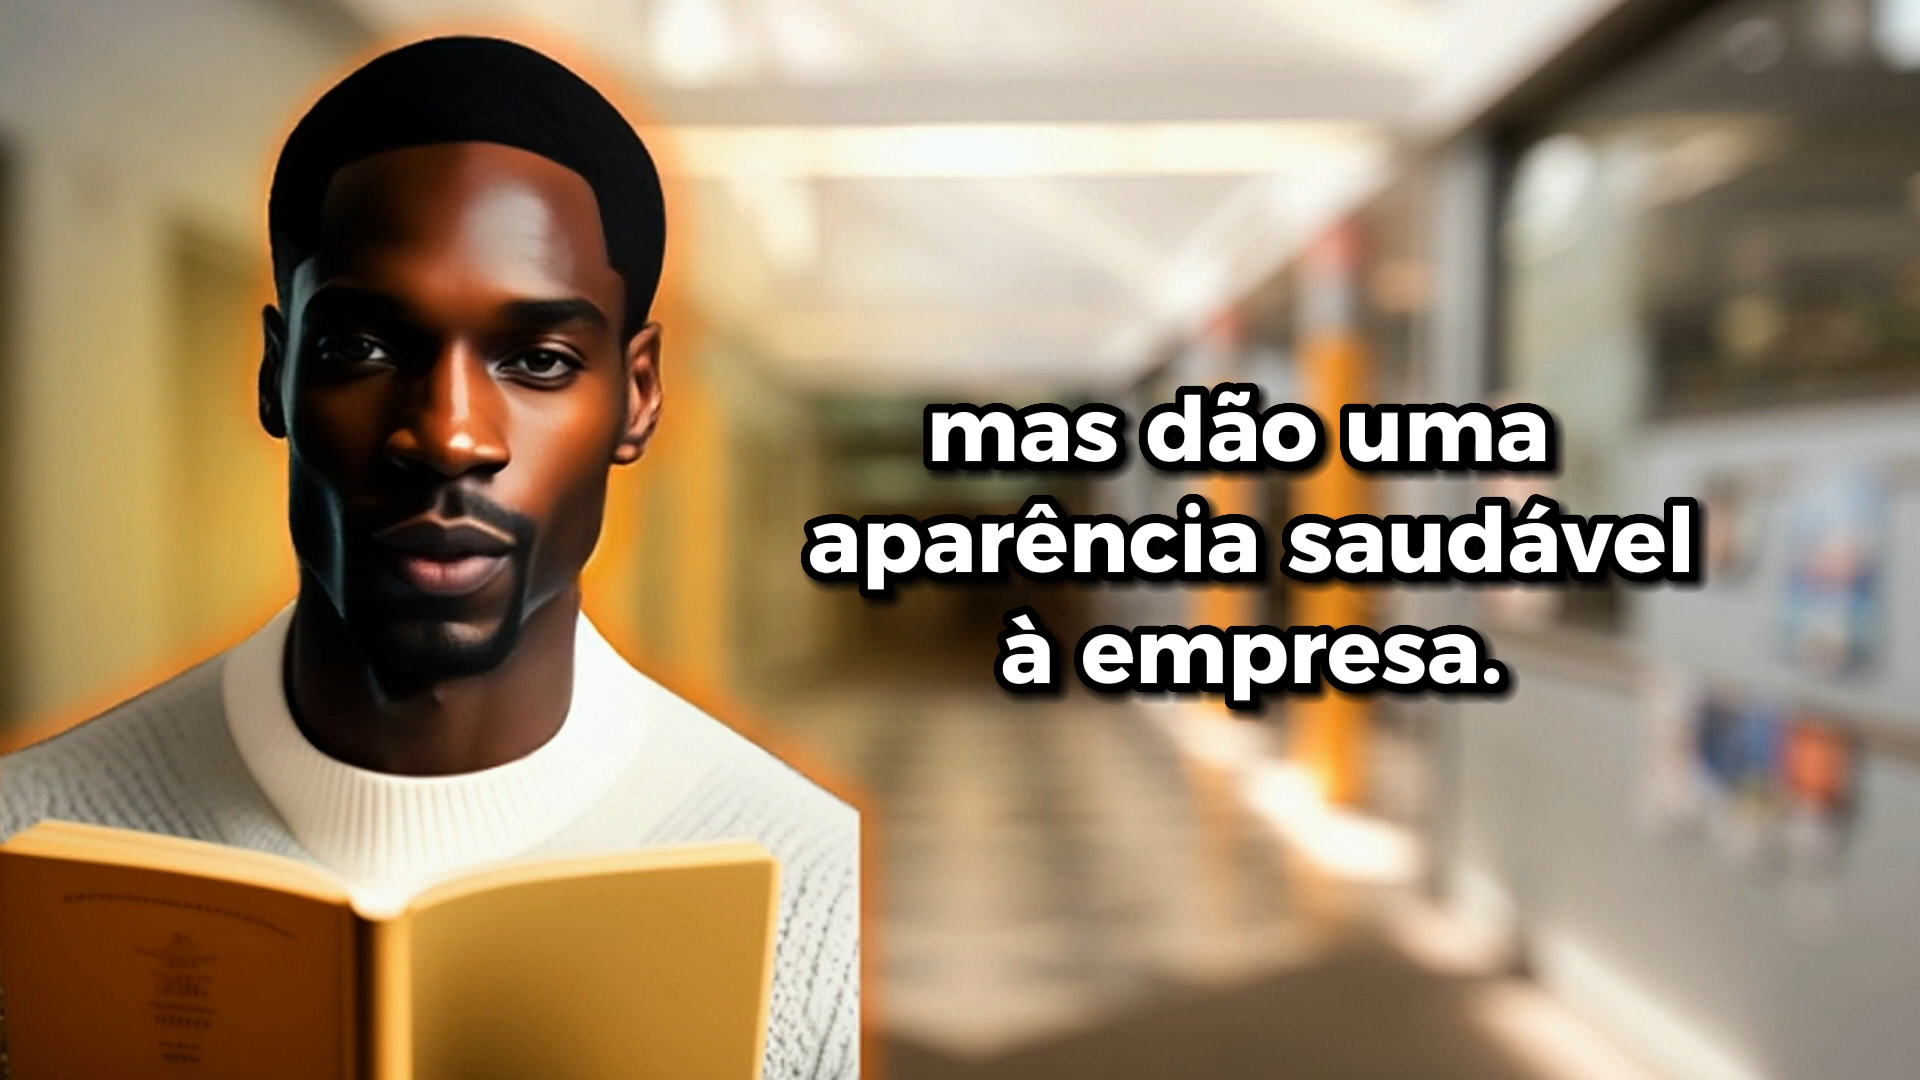 mas dão uma
aparência saudável
à empresa.